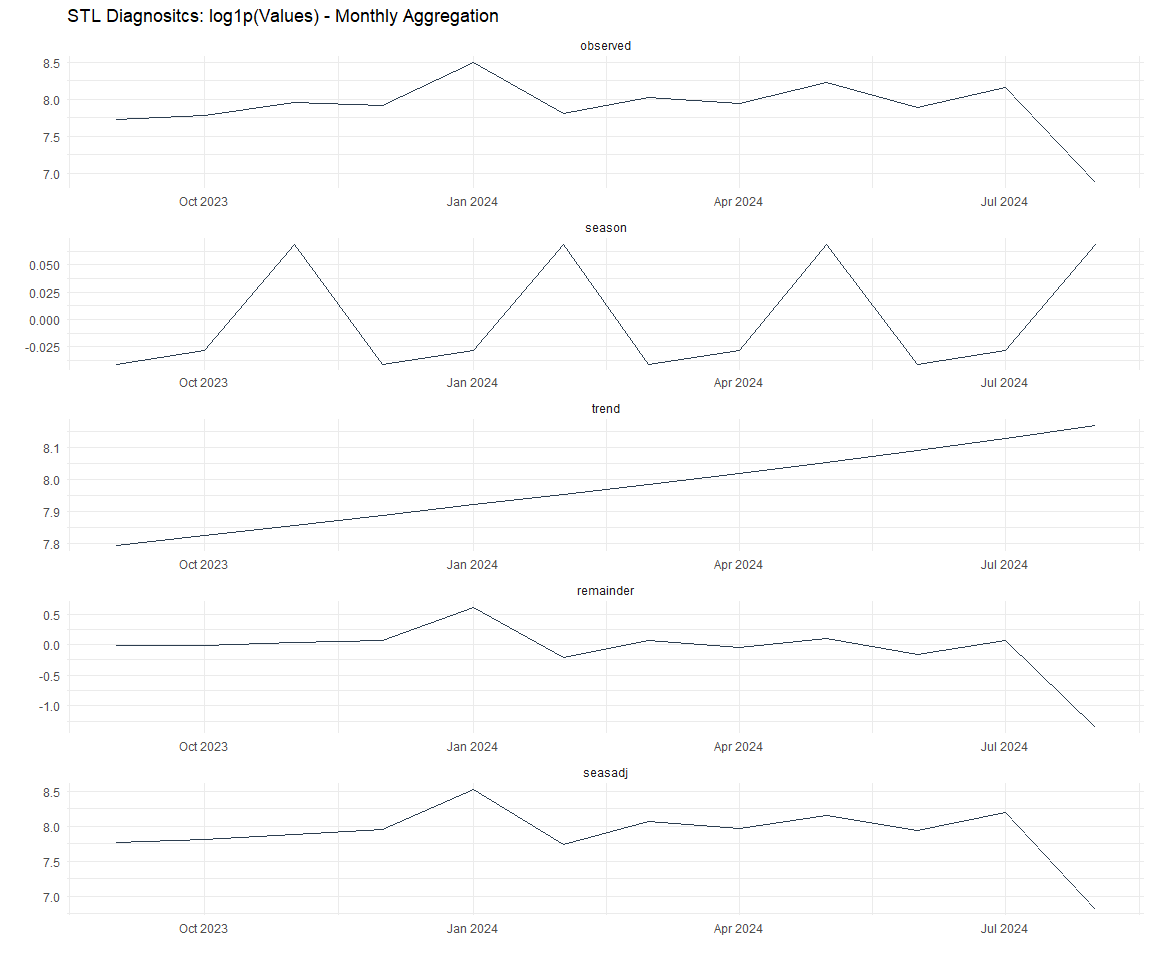 STL Diagnositcs: log1p(Values) - Monthly Aggregation
observed
8.5
8.0
7.5
7.0
Oct 2023 Jan 2024 Apr 2024 Jul 2024
season
0.050
0.025
0.000
-0.025
Oct 2023 Jan 2024 Apr 2024 Jul 2024
trend
8.1
8.0
7.9
7.8
Oct 2023 Jan 2024 Apr 2024 Jul 2024
remainder
0.5
0.0
-0.5
-1.0
Oct 2023 Jan 2024 Apr 2024 Jul 2024
seasadj
8.5
8.0
7.5
7.0
Oct 2023 Jan 2024 Apr 2024 Jul 2024